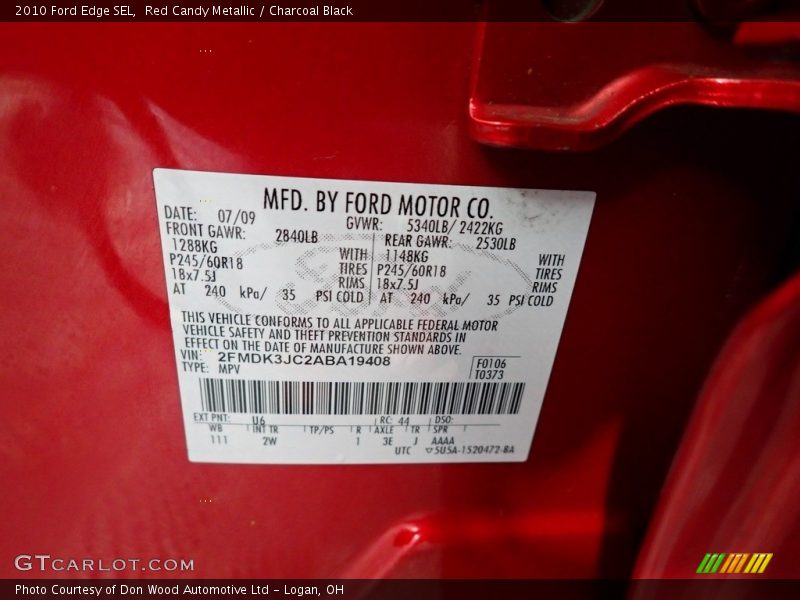 2010 Ford Edge SEL,  Red Candy Metallic / Charcoal Black
MFD. BY FORD MOTOR CO.
DATE: 07/09 GVWR: 5340LB/ 2422KG
FRONT GAWR: 2840LB REAR GAWR: 2530LB
1288KG WITH 1148KG WITH
P245/60R18 TIRES P245/60R18 TIRES
18x7.5J RIMS 18x7.5J RIMS
AT 240 kPa/ 35 PSI COLD AT 240 kPa/ 35 PSI COLD
THIS VEHICLE CONFORMS TO ALL APPLICABLE FEDERAL MOTOR
VEHICLE SAFETY AND THEFT PREVENTION STANDARDS IN
EFFECT ON THE DATE OF MANUFACTURE SHOWN ABOVE.
VIN: 2FMDK3JC2ABA19408 F0106
TYPE: MPV T0373
EXT PNT: U6 RC: 44 DSO:
WB INT TR TP/PS R AXLE TR SPR
111 2W 1 3E J AAAA
UTC ▽5U5A-1520472-BA
GTCARLOT.COM
Photo Courtesy of Don Wood Automotive Ltd - Logan, OH